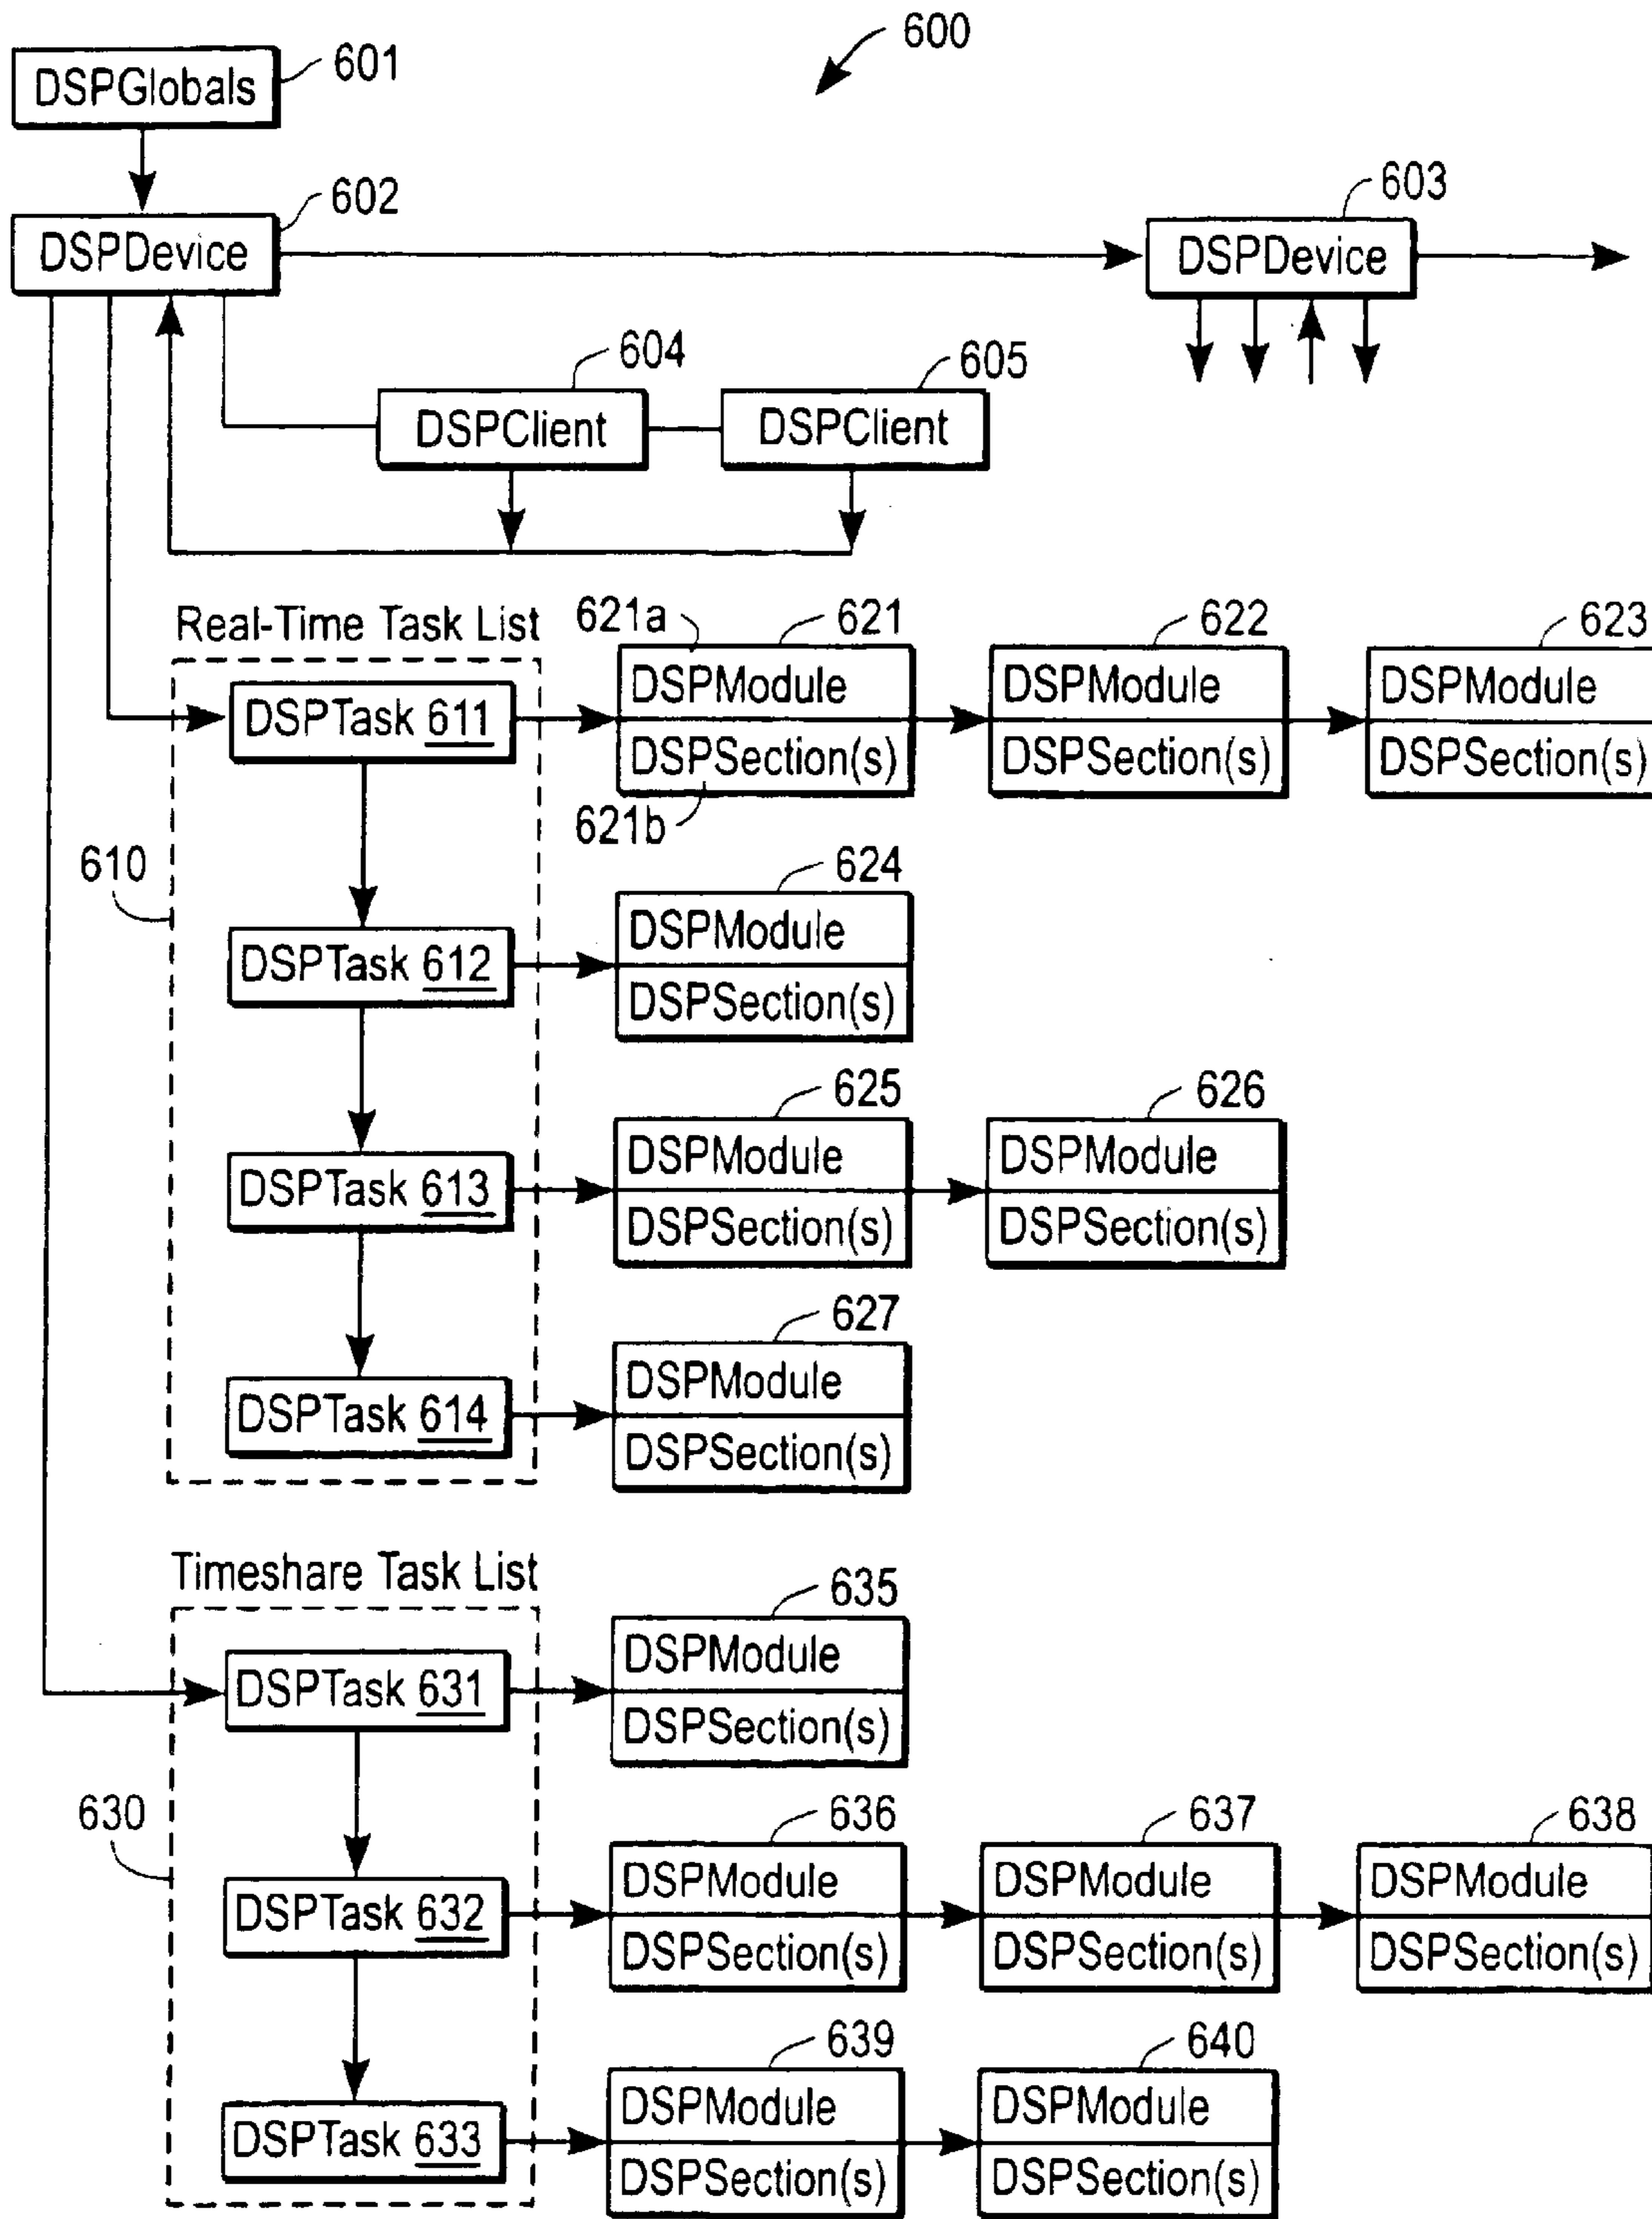 600
601
DSPGlobals
602
603
DSPDevice
DSPDevice
604
605
DSPClient
DSPClient
Real-Time Task List
621a
621
622
623
DSPTask 611
DSPModule
DSPSection(s)
DSPModule
DSPSection(s)
DSPModule
DSPSection(s)
621b
610
624
DSPTask 612
DSPModule
DSPSection(s)
625
626
DSPTask 613
DSPModule
DSPSection(s)
DSPModule
DSPSection(s)
627
DSPTask 614
DSPModule
DSPSection(s)
Timeshare Task List
635
DSPTask 631
DSPModule
DSPSection(s)
630
636
637
638
DSPTask 632
DSPModule
DSPSection(s)
DSPModule
DSPSection(s)
DSPModule
DSPSection(s)
639
640
DSPTask 633
DSPModule
DSPSection(s)
DSPModule
DSPSection(s)